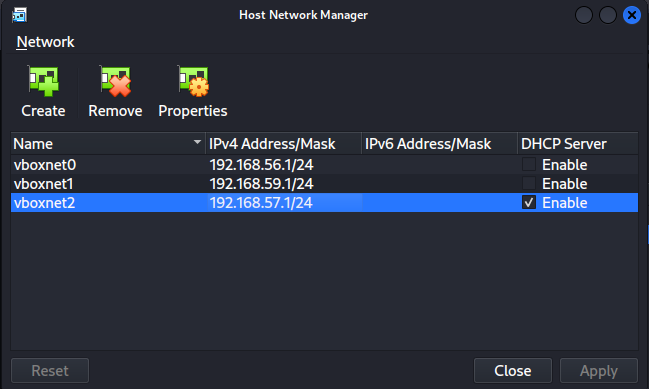 Host Network Manager
Network
Create Remove Properties
Name IPv4 Address/Mask IPv6 Address/Mask DHCP Server
vboxnet0 192.168.56.1/24 Enable
vboxnet1 192.168.59.1/24 Enable
vboxnet2 192.168.57.1/24 Enable
Reset Close Apply